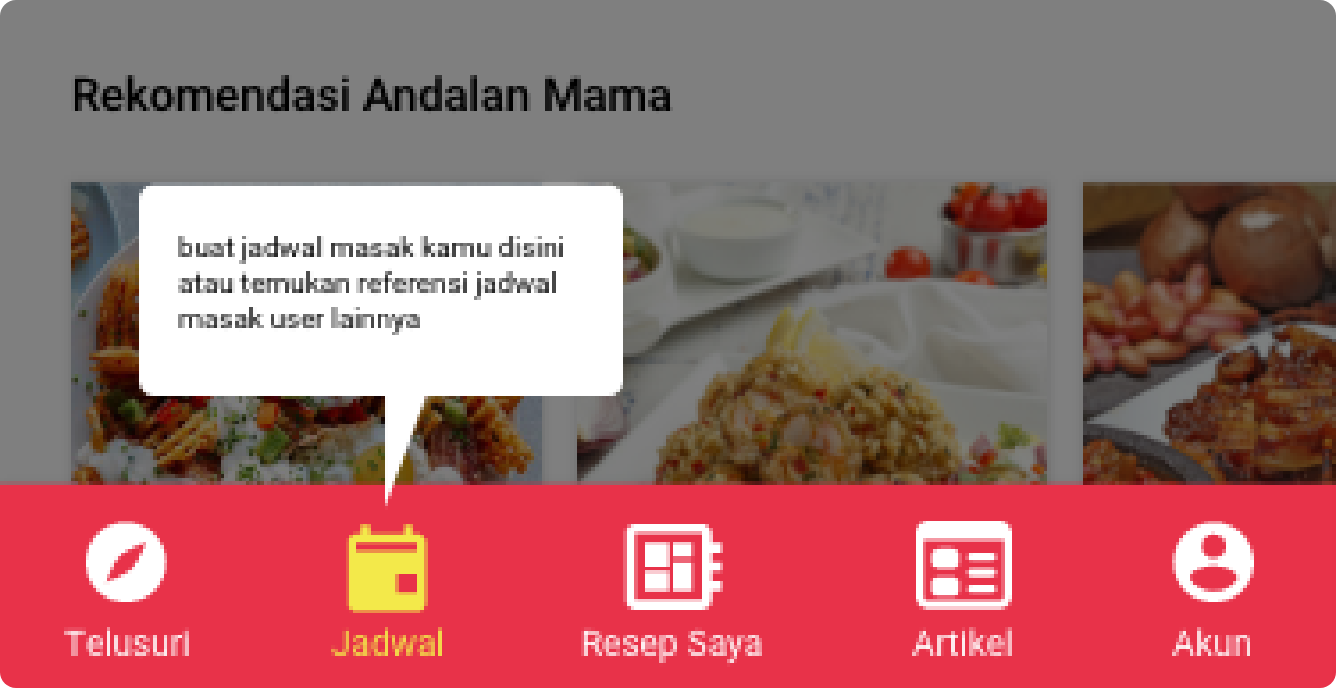 Rekomendasi Andalan Mama
buat jadwal masak kamu disini
atau temukan referensi jadwal
masak user lainnya
Telusuri
Jadwal
Resep Saya
Artikel
Akun